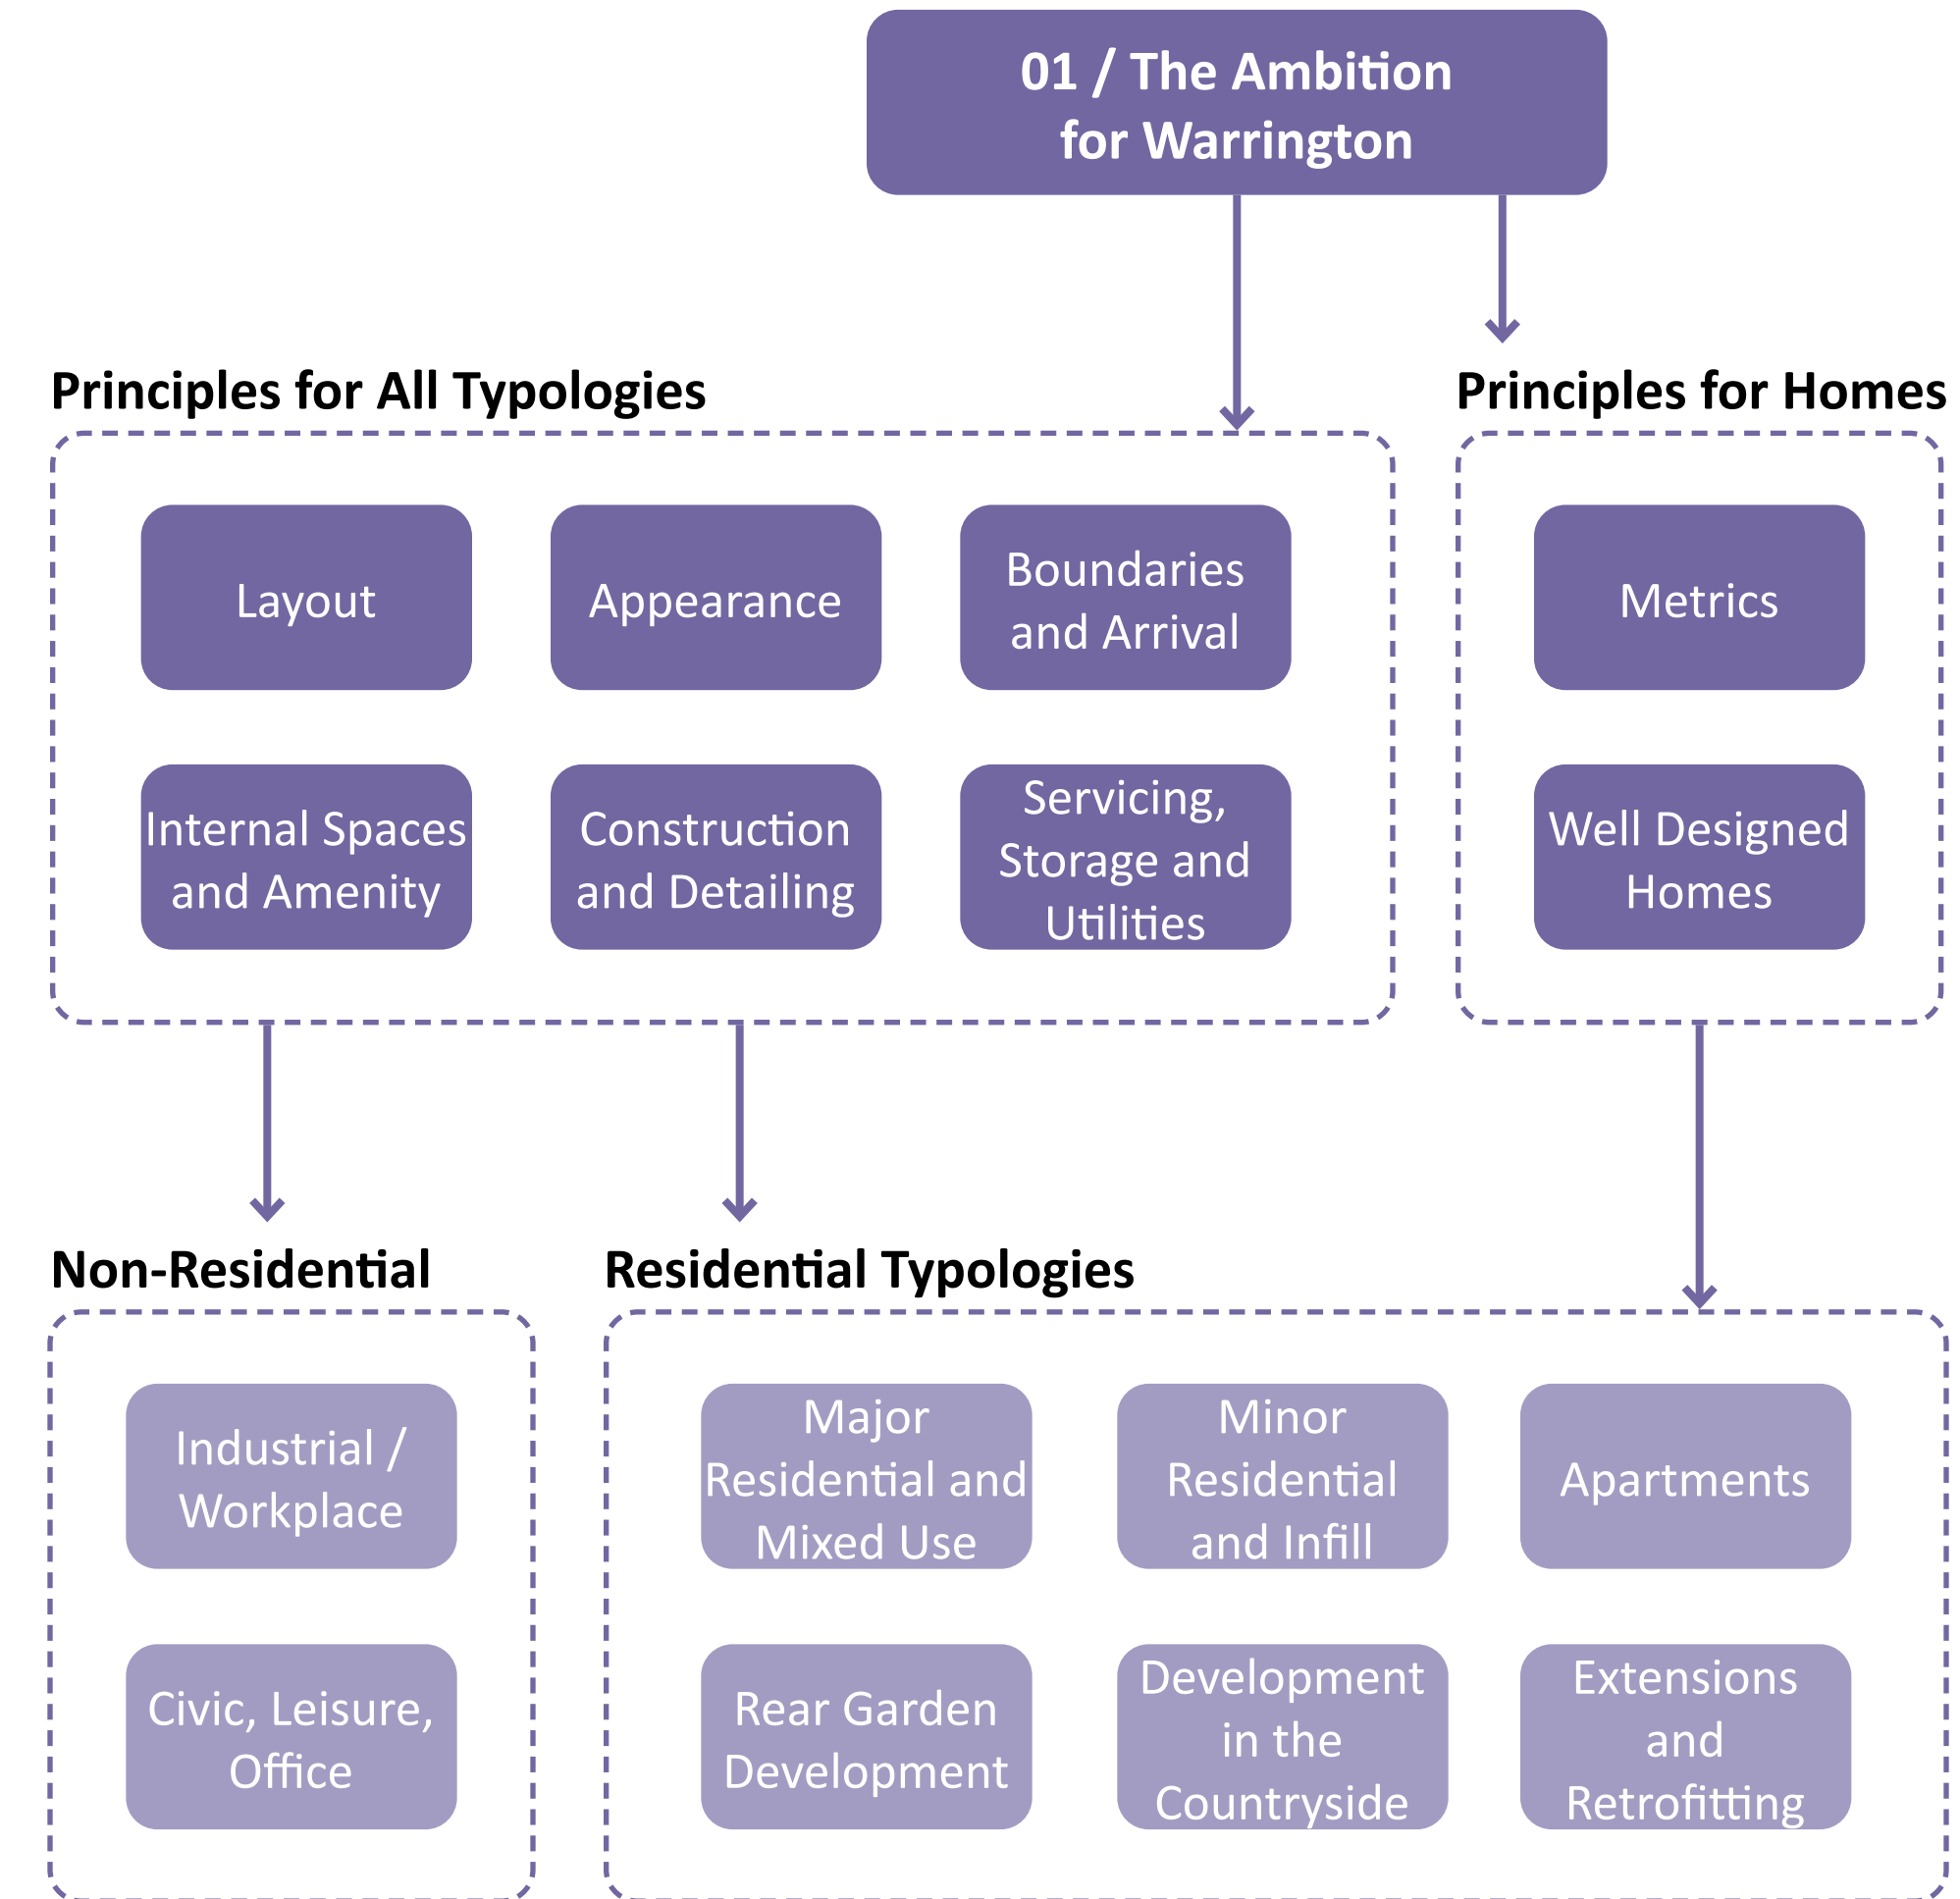 01 / The Ambition
for Warrington
Principles for All Typologies
Principles for Homes
Layout
Appearance
Boundaries
and Arrival
Metrics
Internal Spaces
and Amenity
Construction
and Detailing
Servicing,
Storage and
Utilities
Well Designed
Homes
Non-Residential
Residential Typologies
Industrial /
Workplace
Major
Residential and
Mixed Use
Minor
Residential
and Infill
Apartments
Civic, Leisure,
Office
Rear Garden
Development
Development
in the
Countryside
Extensions
and
Retrofitting